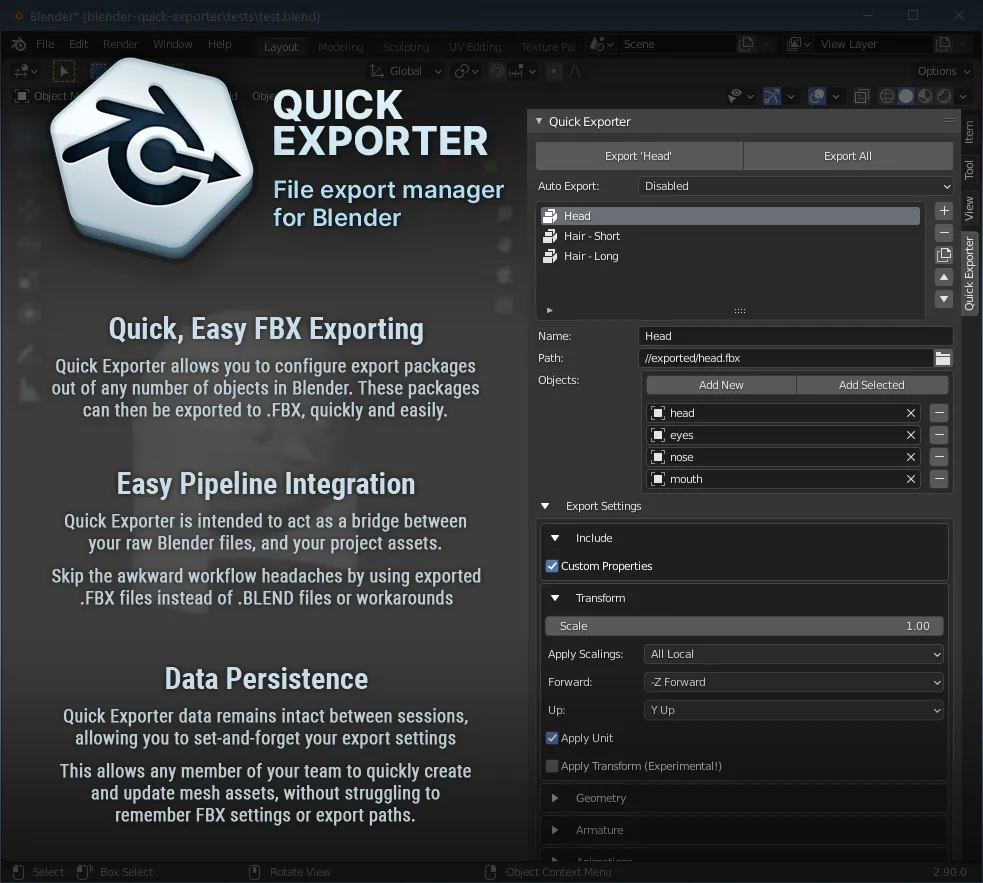 Blender* [blender-quick-exporter\tests\test.blend]
File Edit Render Window Help Layout Modeling Sculpting UV Editing Texture Pai Scene View Layer
Global Options
Object M Obje
QUICK
EXPORTER
File export manager
for Blender
Quick, Easy FBX Exporting
Quick Exporter allows you to configure export packages
out of any number of objects in Blender. These packages
can then be exported to .FBX, quickly and easily.
Easy Pipeline Integration
Quick Exporter is intended to act as a bridge between
your raw Blender files, and your project assets.
Skip the awkward workflow headaches by using exported
.FBX files instead of .BLEND files or workarounds
Data Persistence
Quick Exporter data remains intact between sessions,
allowing you to set-and-forget your export settings
This allows any member of your team to quickly create
and update mesh assets, without struggling to
remember FBX settings or export paths.
Quick Exporter
Export 'Head' Export All
Auto Export: Disabled
Head
Hair - Short
Hair - Long
Name: Head
Path: //exported/head.fbx
Objects: Add New Add Selected
head
eyes
nose
mouth
Export Settings
Include
Custom Properties
Transform
Scale 1.00
Apply Scalings: All Local
Forward: -Z Forward
Up: Y Up
Apply Unit
Apply Transform (Experimental!)
Geometry
Armature
Animations
Item
Tool
View
Quick Exporter
Select Box Select Rotate View Object Context Menu 2.90.0